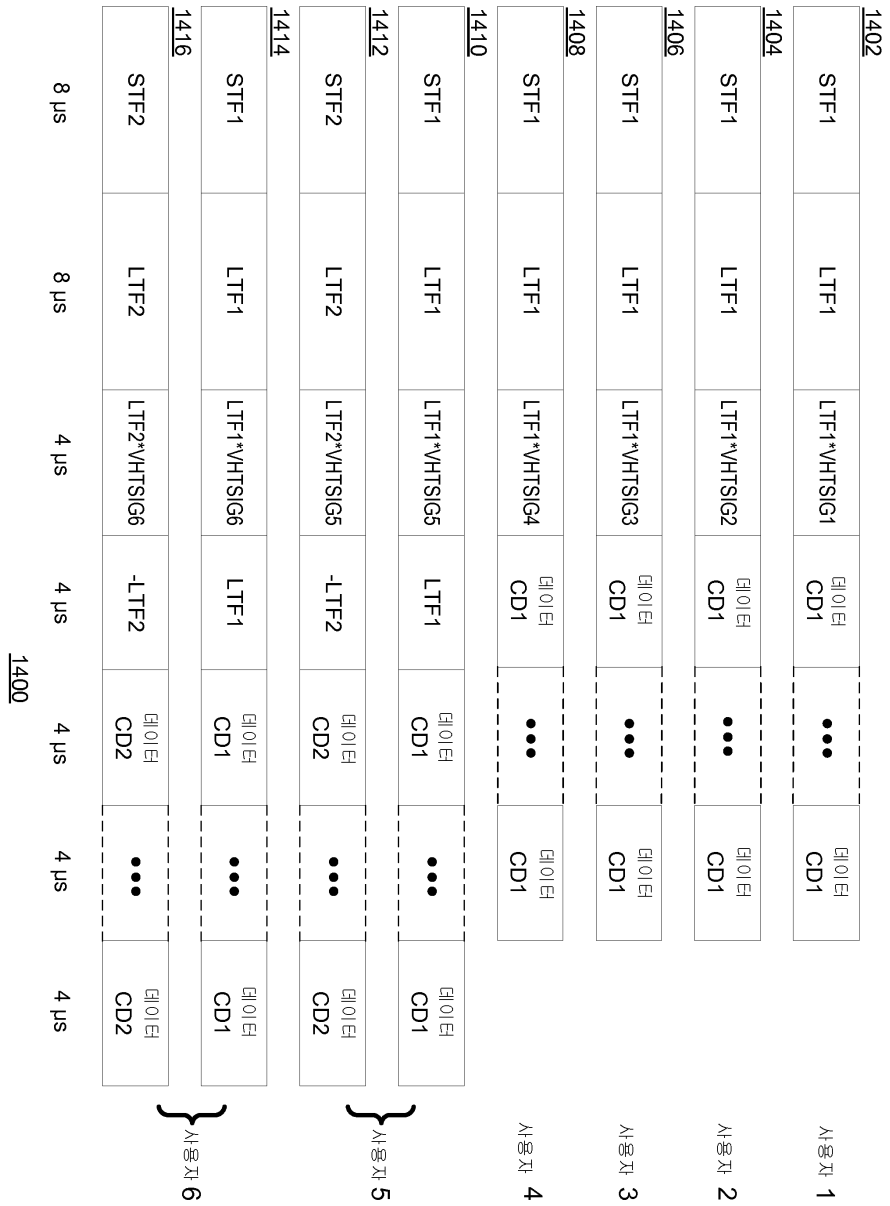 1402
STF1
LTF1
LTF1*VHTSIG1
데이터
CD1
•••
데이터
CD1
사용자 1
1404
STF1
LTF1
LTF1*VHTSIG2
데이터
CD1
•••
데이터
CD1
사용자 2
1406
STF1
LTF1
LTF1*VHTSIG3
데이터
CD1
•••
데이터
CD1
사용자 3
1408
STF1
LTF1
LTF1*VHTSIG4
데이터
CD1
•••
데이터
CD1
사용자 4
1410
STF1
LTF1
LTF1*VHTSIG5
LTF1
데이터
CD1
•••
데이터
CD1
1412
STF2
LTF2
LTF2*VHTSIG5
-LTF2
데이터
CD2
•••
데이터
CD2
사용자 5
1414
STF1
LTF1
LTF1*VHTSIG6
LTF1
데이터
CD1
•••
데이터
CD1
1416
STF2
LTF2
LTF2*VHTSIG6
-LTF2
데이터
CD2
•••
데이터
CD2
사용자 6
8 µs
8 µs
4 µs
4 µs
4 µs
4 µs
4 µs
1400